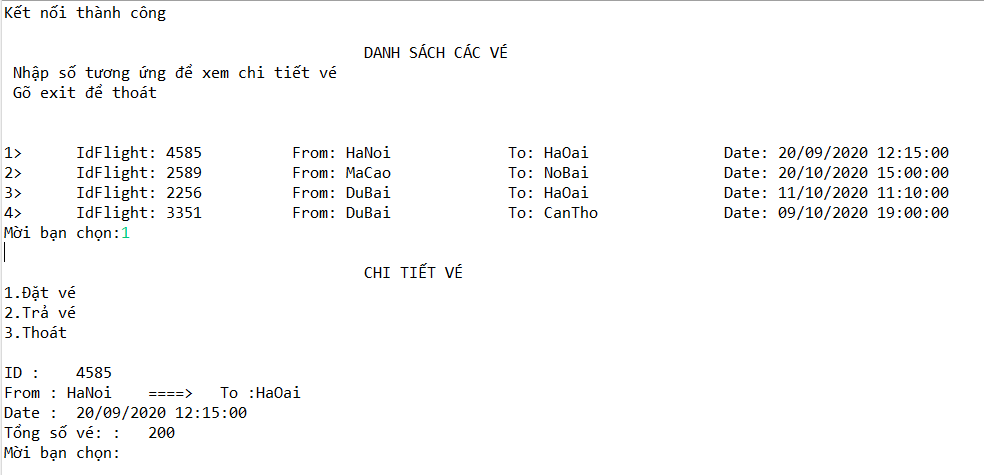 Kết nối thành công
DANH SÁCH CÁC VÉ
Nhập số tương ứng để xem chi tiết vé
Gõ exit để thoát
1> IdFlight: 4585 From: HaNoi To: HaOai Date: 20/09/2020 12:15:00
2> IdFlight: 2589 From: MaCao To: NoBai Date: 20/10/2020 15:00:00
3> IdFlight: 2256 From: DuBai To: HaOai Date: 11/10/2020 11:10:00
4> IdFlight: 3351 From: DuBai To: CanTho Date: 09/10/2020 19:00:00
Mời bạn chọn:1
CHI TIẾT VÉ
1.Đặt vé
2.Trả vé
3.Thoát
ID : 4585
From : HaNoi ====> To :HaOai
Date : 20/09/2020 12:15:00
Tổng số vé: : 200
Mời bạn chọn: